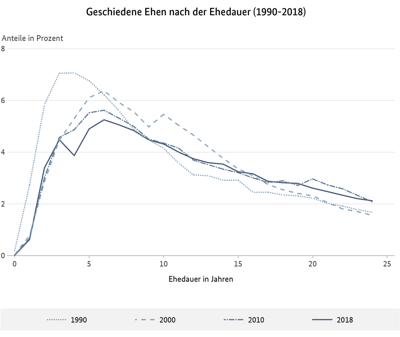 Geschiedene Ehen nach der Ehedauer (1990-2018)
Anteile in Prozent
8
6
4
2
0
0 5 10 15 20 25
Ehedauer in Jahren
1990 2000 2010 2018